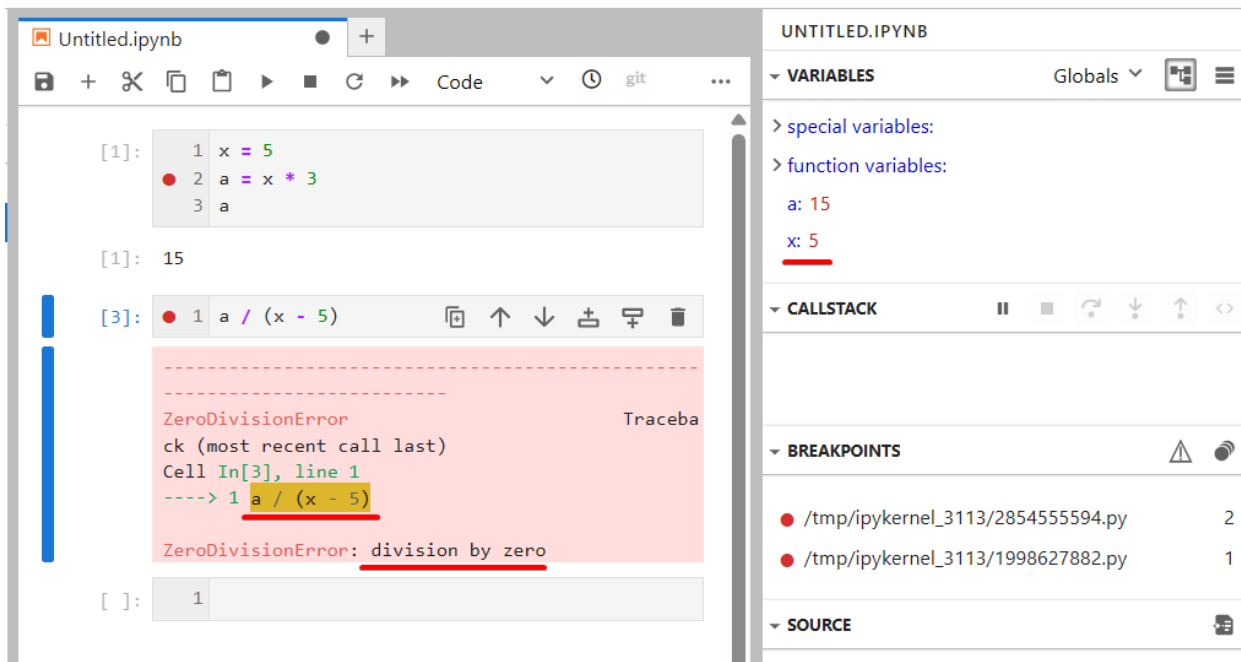 Untitled.ipynb
Code
git
[1]:
1 x = 5
2 a = x * 3
3 a
[1]: 15
[3]: 1 a / (x - 5)
---------------------------------------------------
---------------------------
ZeroDivisionError Traceba
ck (most recent call last)
Cell In[3], line 1
----> 1 a / (x - 5)
ZeroDivisionError: division by zero
[ ]: 1
UNTITLED.IPYNB
VARIABLES Globals
special variables:
function variables:
a: 15
x: 5
CALLSTACK
BREAKPOINTS
/tmp/ipykernel_3113/2854555594.py 2
/tmp/ipykernel_3113/1998627882.py 1
SOURCE